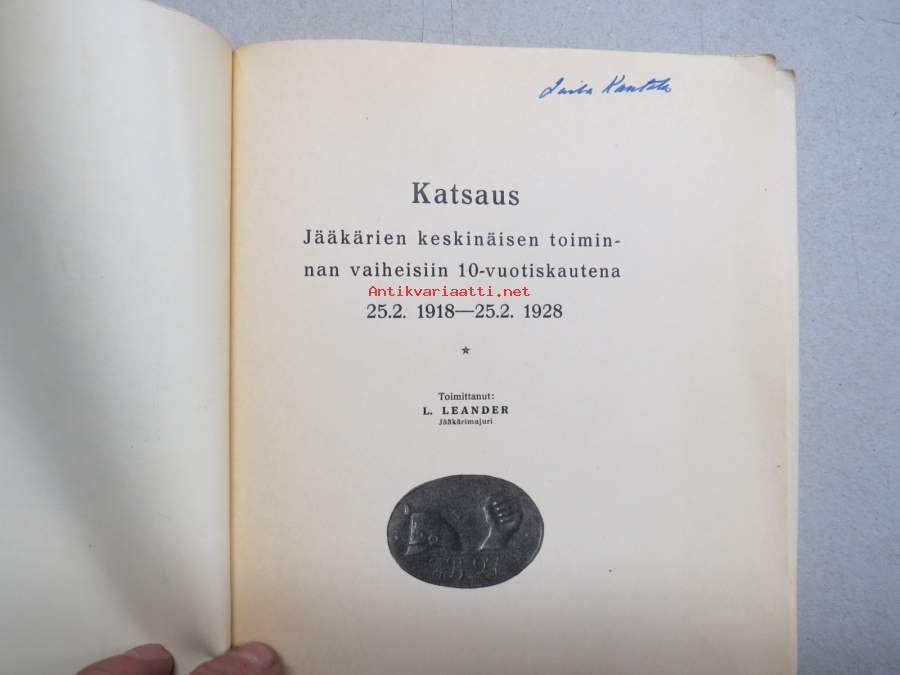 Katsaus
Jääkärien keskinäisen toimin-
nan vaiheisiin 10-vuotiskautena
Antikvariaatti.net
25.2. 1918—25.2. 1928
Toimittanut:
L. LEANDER
Jääkärimajuri